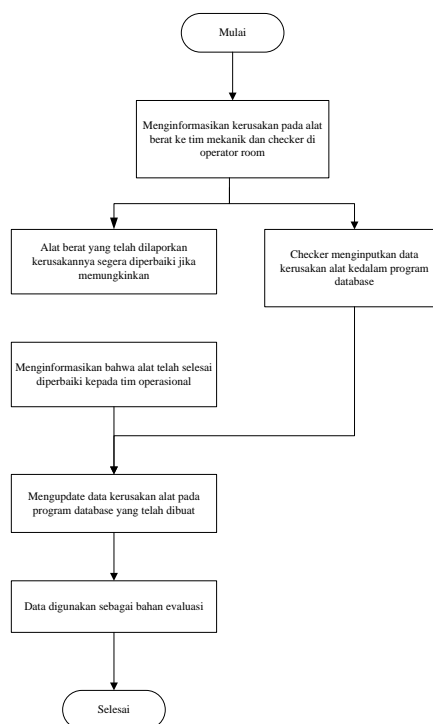 Mulai
Menginformasikan kerusakan pada alat
berat ke tim mekanik dan checker di
operator room
Alat berat yang telah dilaporkan
kerusakannya segera diperbaiki jika
memungkinkan
Checker menginputkan data
kerusakan alat kedalam program
database
Menginformasikan bahwa alat telah selesai
diperbaiki kepada tim operasional
Mengupdate data kerusakan alat pada
program database yang telah dibuat
Data digunakan sebagai bahan evaluasi
Selesai